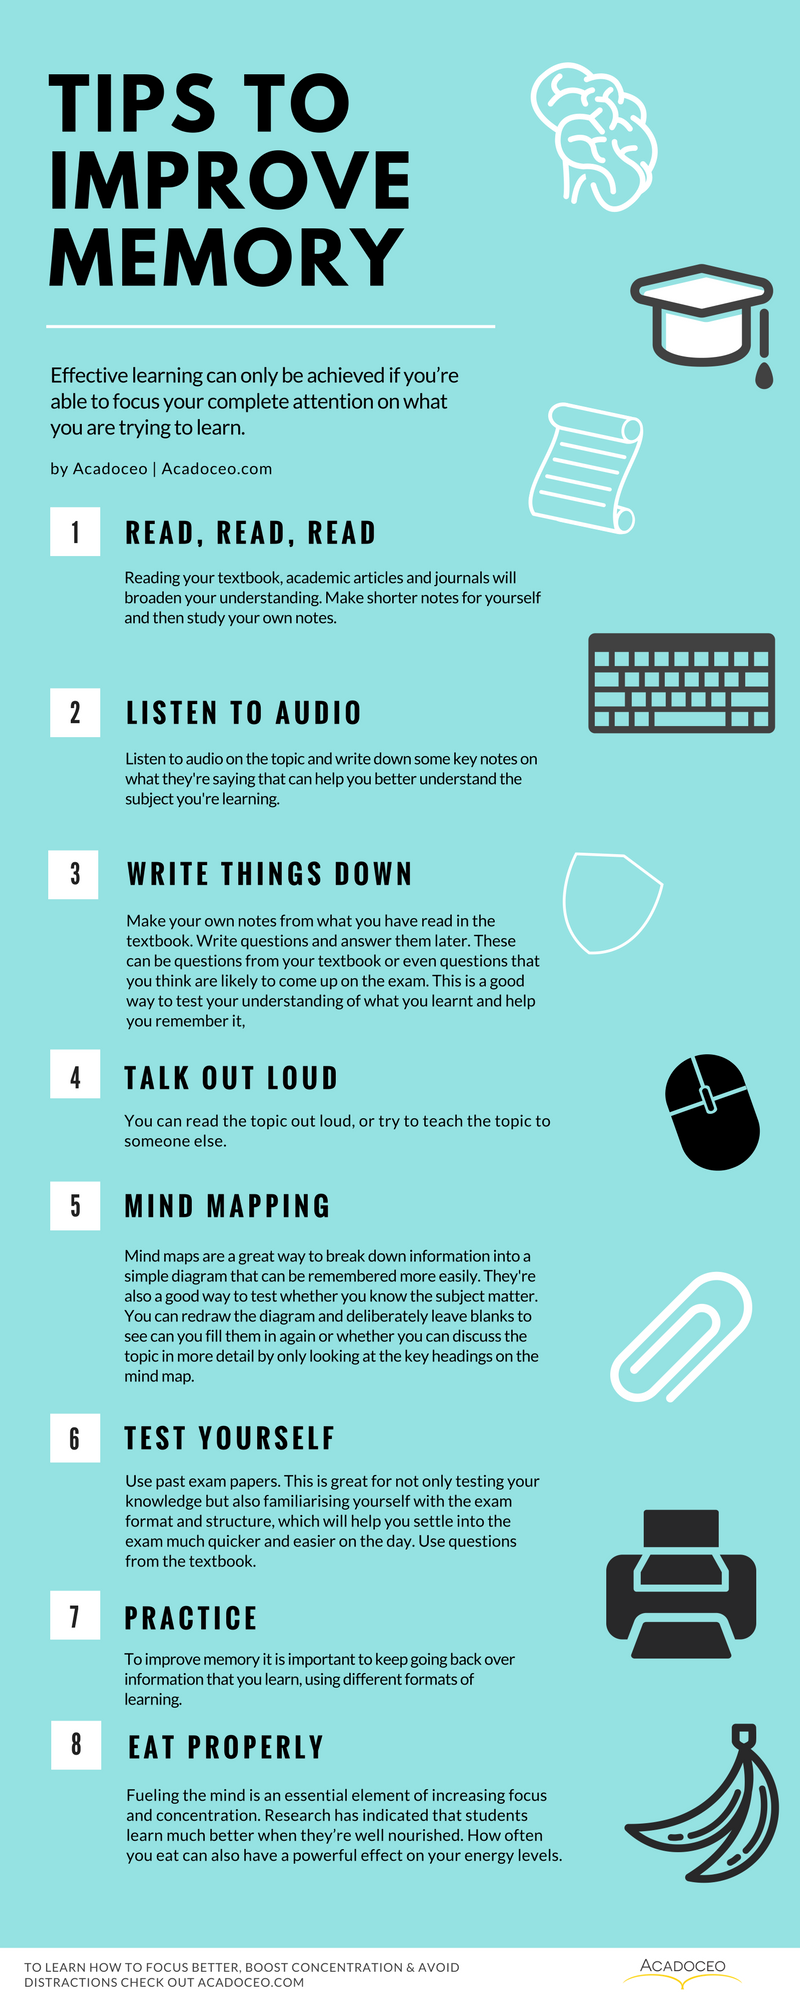 TIPS TO
IMPROVE
MEMORY
Effective learning can only be achieved if you're
able to focus your complete attention on what
you are trying to learn.
by Acadoceo | Acadoceo.com
1
READ, READ, READ
Reading your textbook, academic articles and journals will
broaden your understanding. Make shorter notes for yourself
and then study your own notes.
2
LISTEN TO AUDIO
Listen to audio on the topic and write down some key notes on
what they're saying that can help you better understand the
subject you're learning.
3
WRITE THINGS DOWN
Make your own notes from what you have read in the
textbook. Write questions and answer them later. These
can be questions from your textbook or even questions that
you think are likely to come up on the exam. This is a good
way to test your understanding of what you learnt and help
you remember it,
4
TALK OUT LOUD
You can read the topic out loud, or try to teach the topic to
someone else.
5
MIND MAPPING
Mind maps are a great way to break down information into a
simple diagram that can be remembered more easily. They're
also a good way to test whether you know the subject matter.
You can redraw the diagram and deliberately leave blanks to
see can you fill them in again or whether you can discuss the
topic in more detail by only looking at the key headings on the
mind map.
6
TEST YOURSELF
Use past exam papers. This is great for not only testing your
knowledge but also familiarising yourself with the exam
format and structure, which will help you settle into the
exam much quicker and easier on the day. Use questions
from the textbook.
7
PRACTICE
To improve memory it is important to keep going back over
information that you learn, using different formats of
learning.
8
EAT PROPERLY
Fueling the mind is an essential element of increasing focus
and concentration. Research has indicated that students
learn much better when they're well nourished. How often
you eat can also have a powerful effect on your energy levels.
TO LEARN HOW TO FOCUS BETTER, BOOST CONCENTRATION & AVOID
DISTRACTIONS CHECK OUT ACADOCEO.COM
ACADOCEO